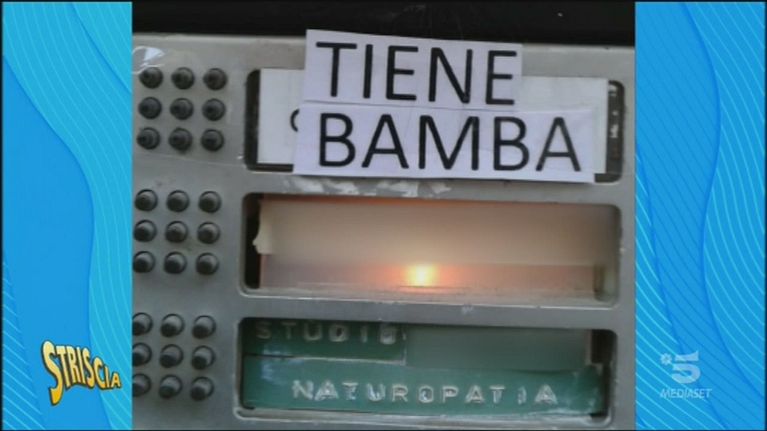 TIENE
BAMBA
STUDIO
NATUROPATIA
STRISCIA
5
MEDIASET